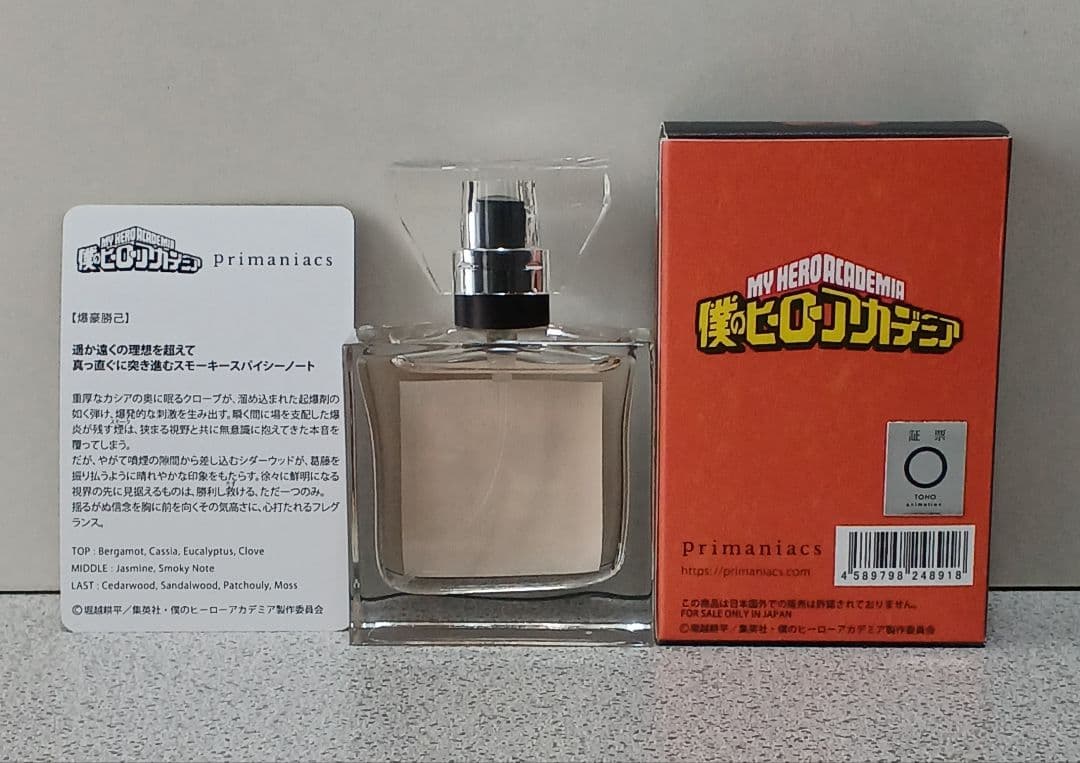 MY HERO ACADEMIA
僕のヒーローアカデミア
primaniacs
【爆豪勝己】
遥か遠くの理想を超えて
真っ直ぐに突き進むスモーキースパイシーノート
重厚なカシアの奥に眠るクローブが、溜め込まれた起爆剤の
如く弾け、爆発的な刺激を生み出す。瞬く間に場を支配した爆
炎が残す煙は、狭まる視野と共に無意識に抱えてきた本音を
覆ってしまう。
だが、やがて噴煙の隙間から差し込むシダーウッドが、葛藤を
振り払うように晴れやかな印象をもたらす。徐々に鮮明になる
視界の先に見据えるものは、勝利し救ける、ただ一つのみ。
揺るがぬ信念を胸に前を向くその気高さに、心打たれるフレグ
ランス。
TOP : Bergamot, Cassia, Eucalyptus, Clove
MIDDLE : Jasmine, Smoky Note
LAST : Cedarwood, Sandalwood, Patchouly, Moss
©堀越耕平／集英社・僕のヒーローアカデミア製作委員会
MY HERO ACADEMIA
僕のヒーローアカデミア
証 票
TOHO
animation
primaniacs
https://primaniacs.com
4 589798 248918
この商品は日本国外での販売は許諾されておりません。
FOR SALE ONLY IN JAPAN
©堀越耕平／集英社・僕のヒーローアカデミア製作委員会